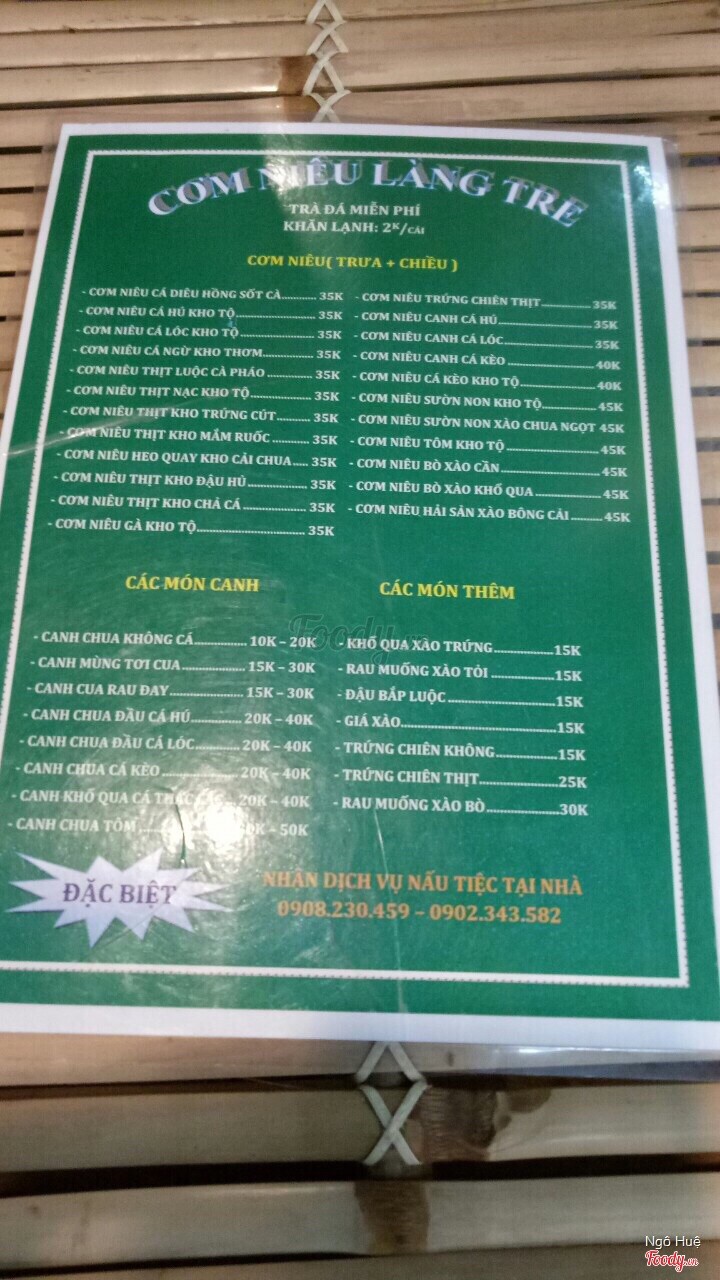 CƠM NIÊU LÀNG TRE
TRÀ ĐÁ MIỄN PHÍ
KHĂN LẠNH: 2K/CÁI
CƠM NIÊU( TRƯA + CHIỀU )
- CƠM NIÊU CÁ DIÊU HỒNG SỐT CÀ........... 35K
- CƠM NIÊU CÁ HÚ KHO TỘ........................ 35K
- CƠM NIÊU CÁ LÓC KHO TỘ....................... 35K
- CƠM NIÊU CÁ NGỪ KHO THƠM................ 35K
- CƠM NIÊU THỊT LUỘC CÀ PHÁO ............... 35K
- CƠM NIÊU THỊT NẠC KHO TỘ................... 35K
- CƠM NIÊU THỊT KHO TRỨNG CÚT.......... 35K
- CƠM NIÊU THỊT KHO MẮM RUỐC ........... 35K
- CƠM NIÊU HEO QUAY KHO CẢI CHUA..... 35K
- CƠM NIÊU THỊT KHO ĐẬU HỦ.................. 35K
- CƠM NIÊU THỊT KHO CHẢ CÁ ................... 35K
- CƠM NIÊU GÀ KHO TỘ............................... 35K
- CƠM NIÊU TRỨNG CHIÊN THỊT............... 35K
- CƠM NIÊU CANH CÁ HÚ............................ 35K
- CƠM NIÊU CANH CÁ LÓC........................... 35K
- CƠM NIÊU CANH CÁ KÈO .......................... 40K
- CƠM NIÊU CÁ KÈO KHO TỘ....................... 40K
- CƠM NIÊU SƯỜN NON KHO TỘ................. 45K
- CƠM NIÊU SƯỜN NON XÀO CHUA NGỌT 45K
- CƠM NIÊU TÔM KHO TỘ........................... 45K
- CƠM NIÊU BÒ XÀO CẦN ............................ 45K
- CƠM NIÊU BÒ XÀO KHỔ QUA ................... 45K
- CƠM NIÊU HẢI SẢN XÀO BÔNG CẢI ......... 45K
CÁC MÓN CANH
- CANH CHUA KHÔNG CÁ............... 10K – 20K
- CANH MÙNG TƠI CUA................... 15K – 30K
- CANH CUA RAU ĐAY..................... 15K – 30K
- CANH CHUA ĐẦU CÁ HÚ............... 20K – 40K
- CANH CHUA ĐẦU CÁ LÓC............. 20K – 40K
- CANH CHUA CÁ KÈO ..................... 20K – 40K
- CANH KHỔ QUA CÁ THÁC ... 20K – 40K
- CANH CHUA TÔM ... – 50K
CÁC MÓN THÊM
- KHỔ QUA XÀO TRỨNG..................15K
- RAU MUỐNG XÀO TỎI ....................15K
- ĐẬU BẮP LUỘC ................................15K
- GIÁ XÀO.............................................15K
- TRỨNG CHIÊN KHÔNG...................15K
- TRỨNG CHIÊN THỊT........................25K
- RAU MUỐNG XÀO BÒ......................30K
ĐẶC BIỆT
NHẬN DỊCH VỤ NẤU TIỆC TẠI NHÀ
0908.230.459 – 0902.343.582
Foody.vn
Ngô Huệ
Foody.vn